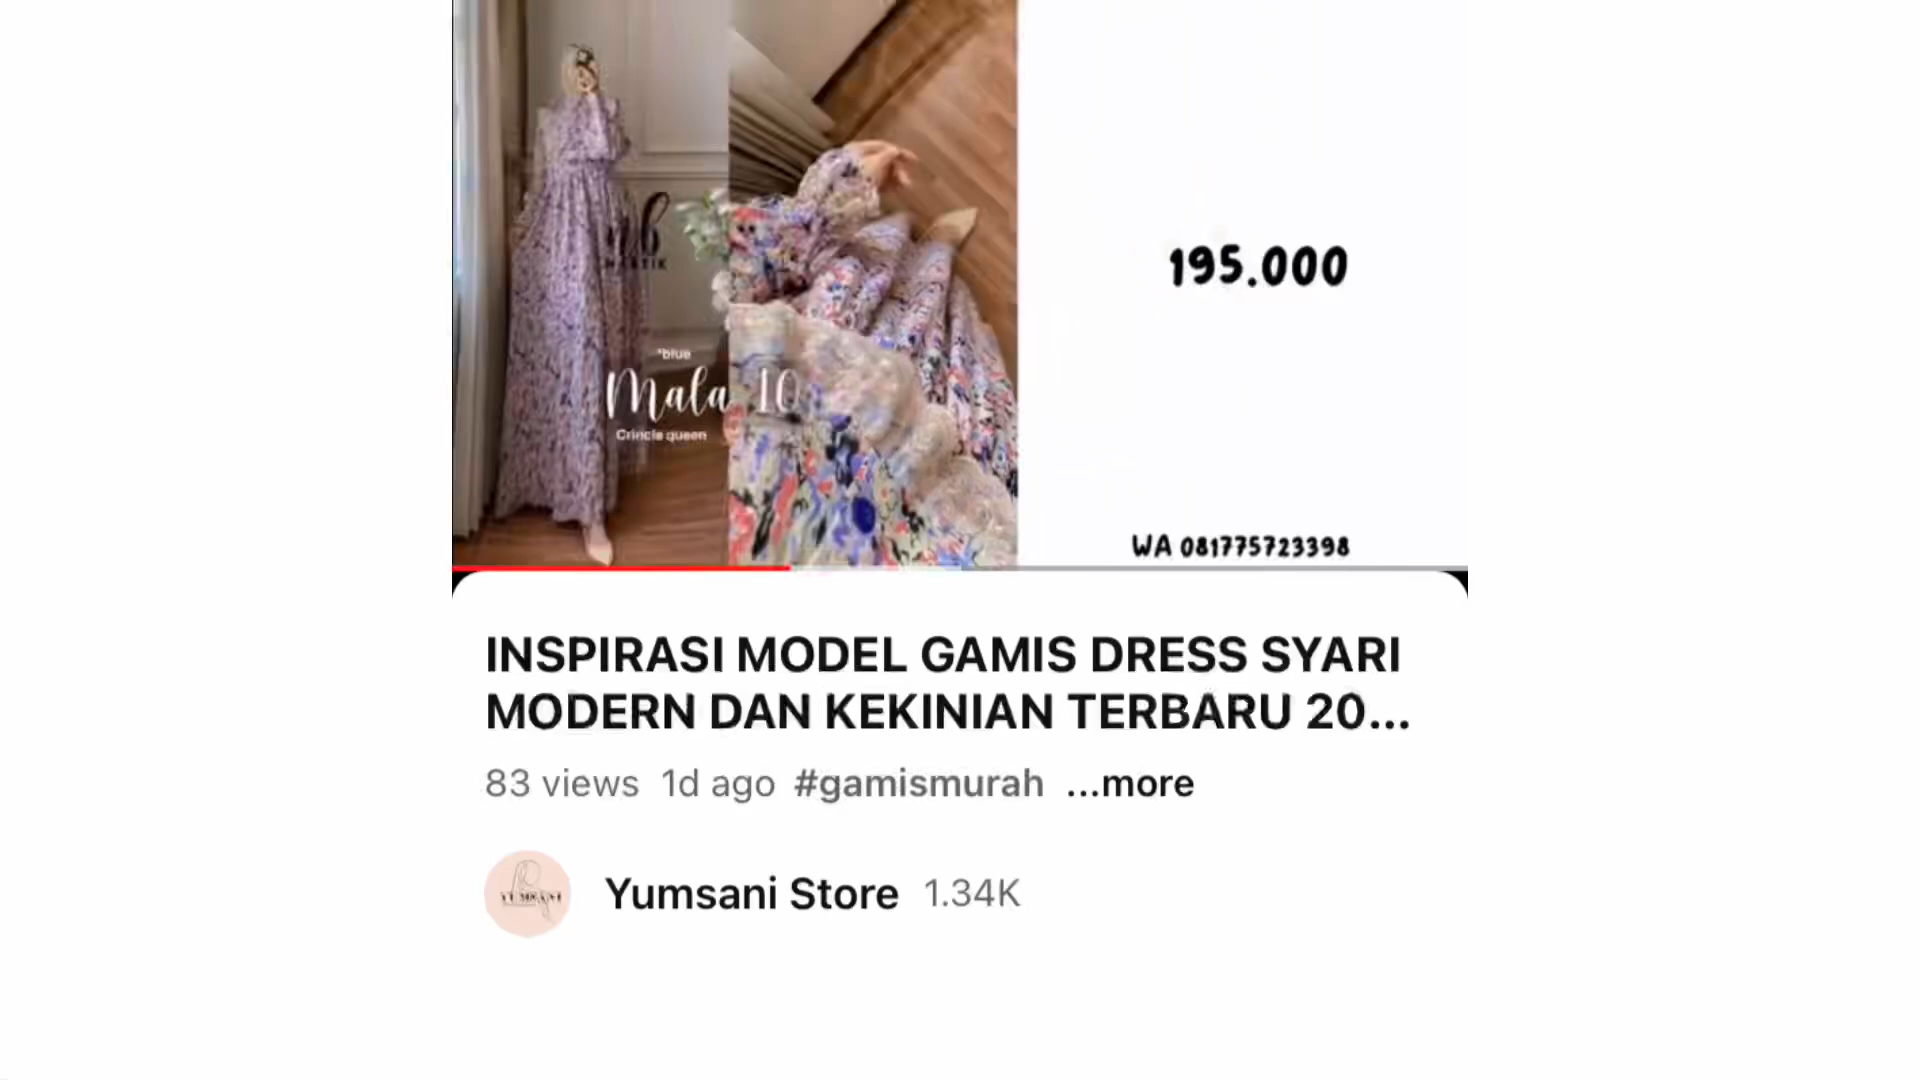 195.000
*blue
Mala 10
Crincle queen
WA 081775723398
INSPIRASI MODEL GAMIS DRESS SYARI
MODERN DAN KEKINIAN TERBARU 20...
83 views 1d ago #gamismurah ...more
Yumsani Store 1.34K